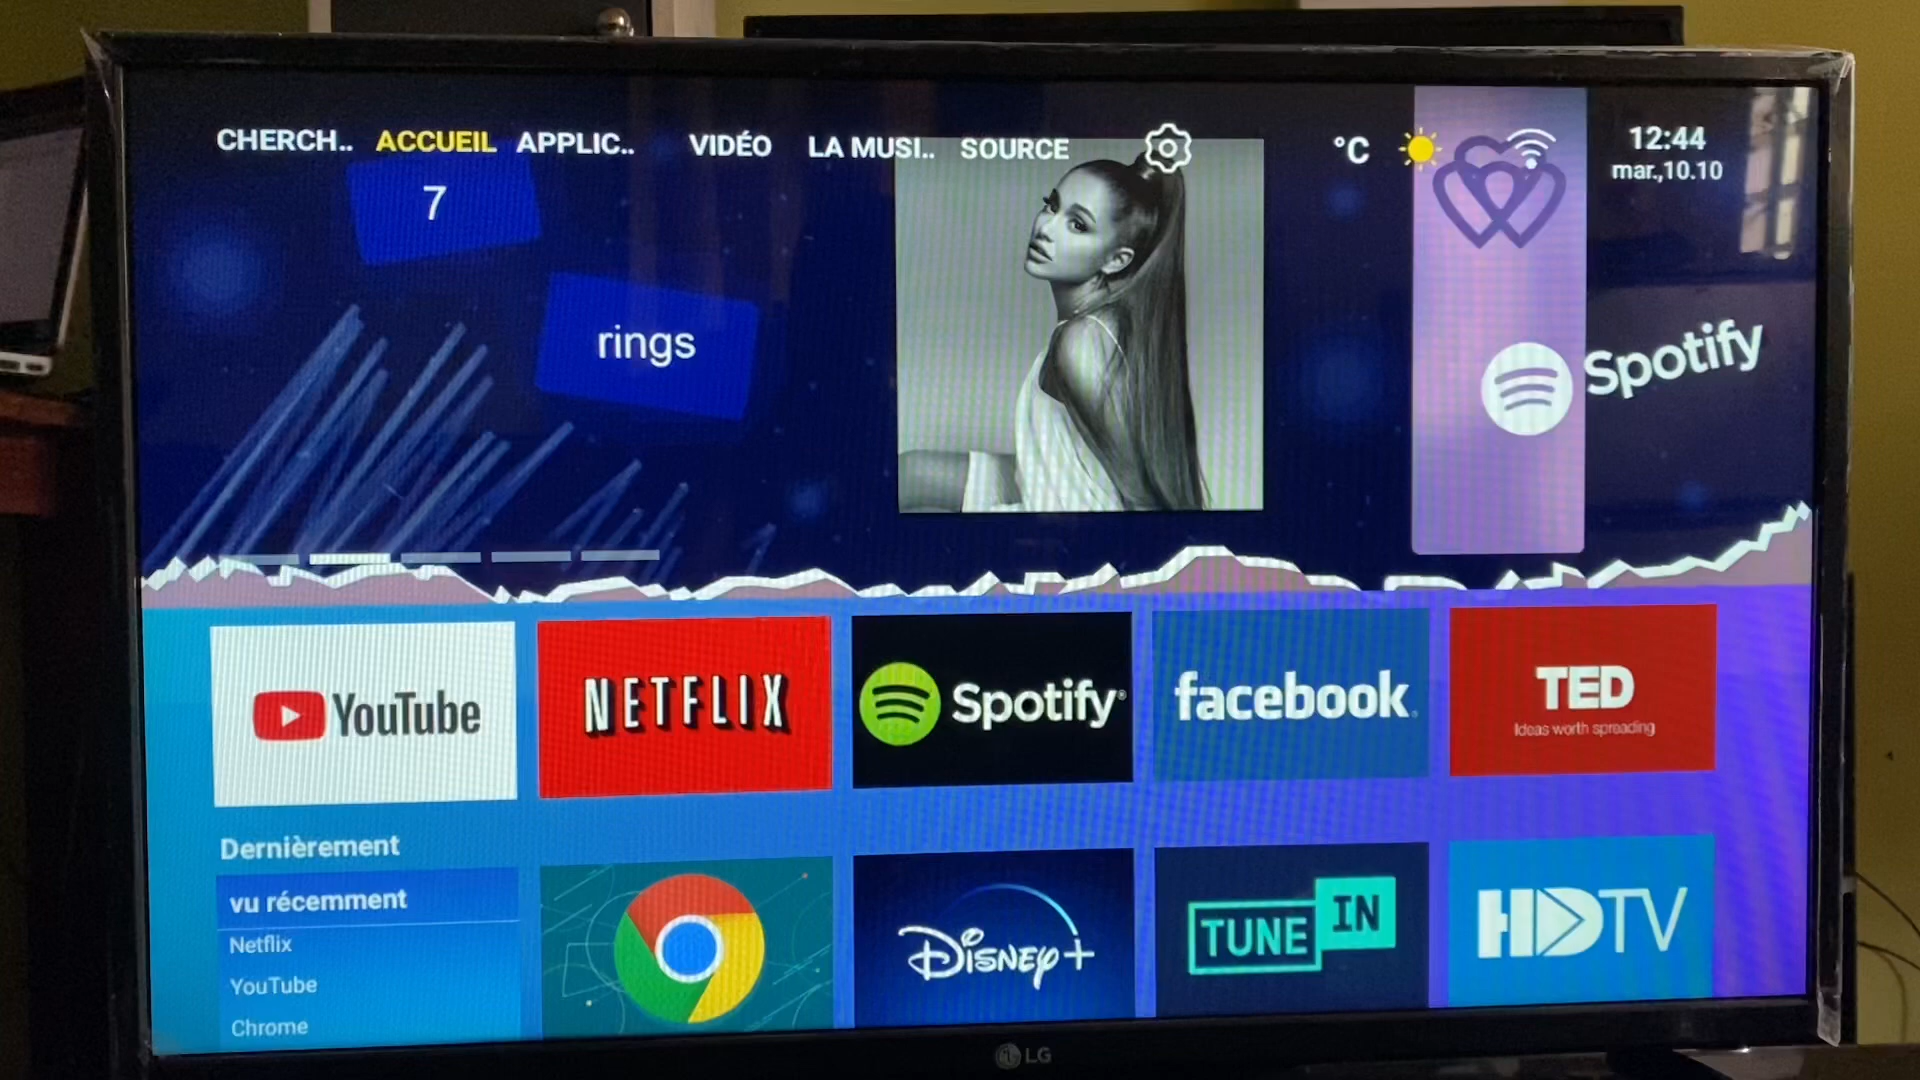 CHERCH.. ACCUEIL APPLIC.. VIDÉO LA MUSI.. SOURCE °C 12:44
mar.,10.10
7
rings
Spotify
YouTube NETFLIX Spotify facebook TED
Ideas worth spreading
Dernièrement
vu récemment
Netflix
YouTube
Chrome
Disney+ TUNE IN HDTV
LG